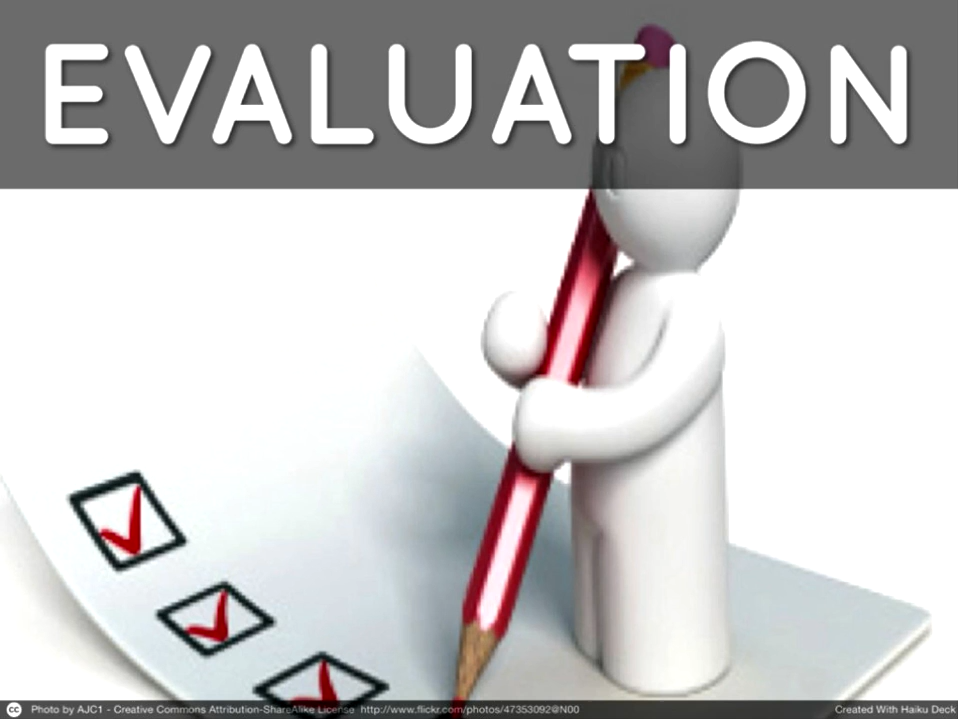 EVALUATION
Photo by AJC1 - Creative Commons Attribution-ShareAlike License http://www.flickr.com/photos/47353092@N00
Created With Haiku Deck